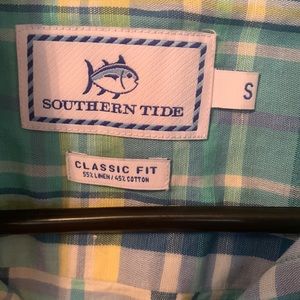 SOUTHERN TIDE
S
CLASSIC FIT
55% LINEN / 45% COTTON